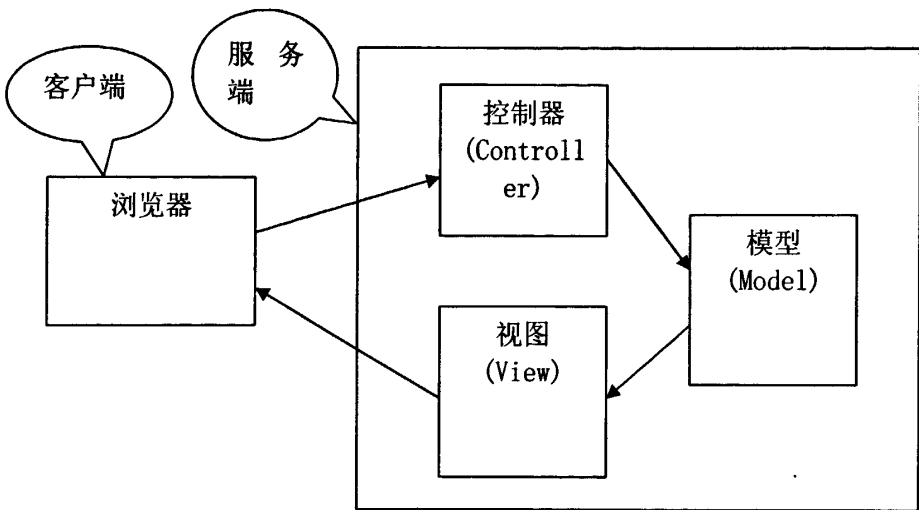 客户端
服 务
端
浏览器
控制器
(Controll
er)
模型
(Model)
视图
(View)